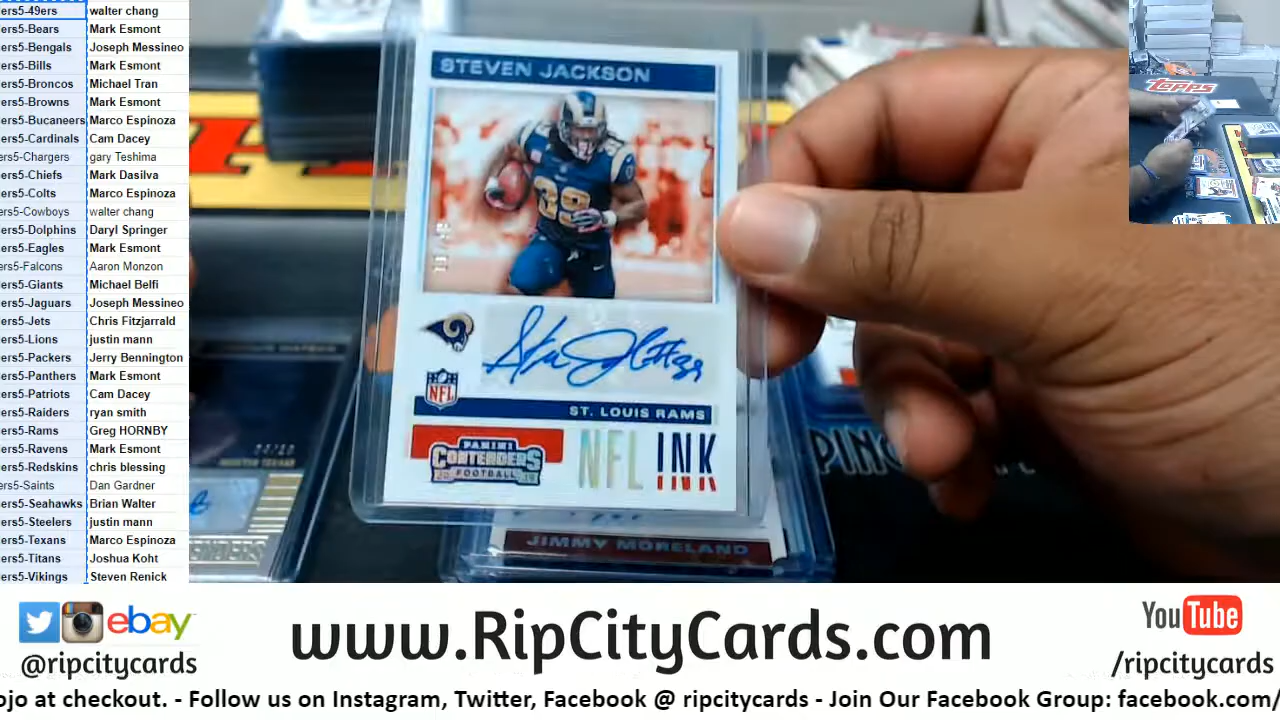 ers5-49ers walter chang
ers5-Bears Mark Esmont
ers5-Bengals Joseph Messineo
ers5-Bills Mark Esmont
ers5-Broncos Michael Tran
ers5-Browns Mark Esmont
ers5-Bucaneers Marco Espinoza
ers5-Cardinals Cam Dacey
ers5-Chargers gary Teshima
ers5-Chiefs Mark Dasilva
ers5-Colts Marco Espinoza
ers5-Cowboys walter chang
ers5-Dolphins Daryl Springer
ers5-Eagles Mark Esmont
ers5-Falcons Aaron Monzon
ers5-Giants Michael Belfi
ers5-Jaguars Joseph Messineo
ers5-Jets Chris Fitzjarrald
ers5-Lions justin mann
ers5-Packers Jerry Bennington
ers5-Panthers Mark Esmont
ers5-Patriots Cam Dacey
ers5-Raiders ryan smith
ers5-Rams Greg HORNBY
ers5-Ravens Mark Esmont
ers5-Redskins chris blessing
ers5-Saints Dan Gardner
ers5-Seahawks Brian Walter
ers5-Steelers justin mann
ers5-Texans Marco Espinoza
ers5-Titans Joshua Koht
ers5-Vikings Steven Renick
STEVEN JACKSON
39
NFL
ST. LOUIS RAMS
PANINI
CONTENDERS
FOOTBALL
NFL INK
JIMMY MORELAND
topps
ebay
@ripcitycards
www.RipCityCards.com
YouTube
/ripcitycards
ojo at checkout. - Follow us on Instagram, Twitter, Facebook @ ripcitycards - Join Our Facebook Group: facebook.com/